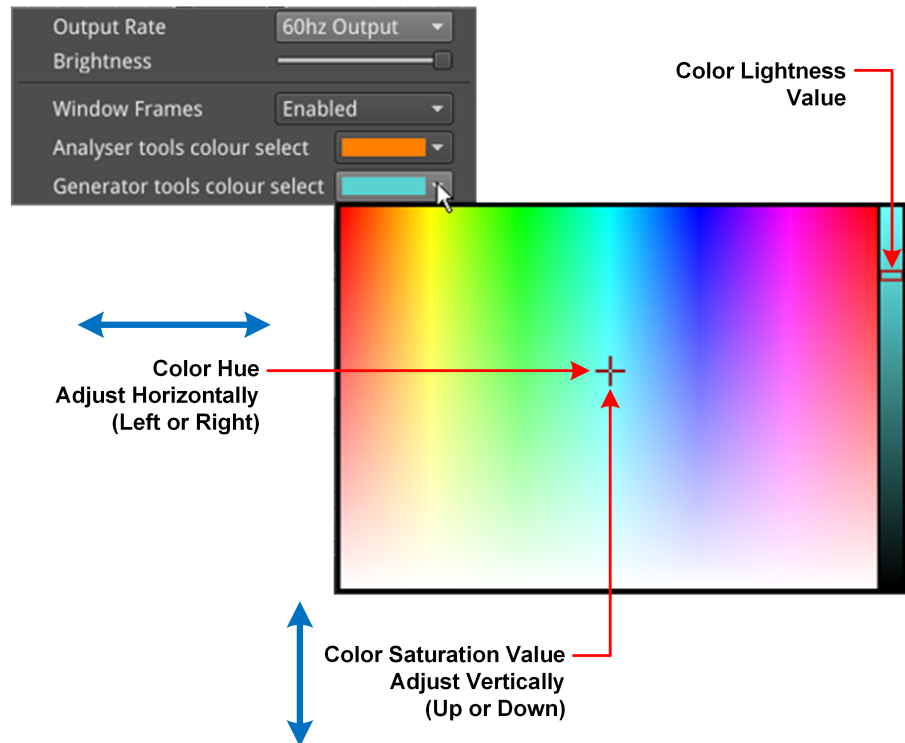 Output Rate 60hz Output
Brightness
Window Frames Enabled
Analyser tools colour select
Generator tools colour select
Color Lightness
Value
Color Hue
Adjust Horizontally
(Left or Right)
Color Saturation Value
Adjust Vertically
(Up or Down)